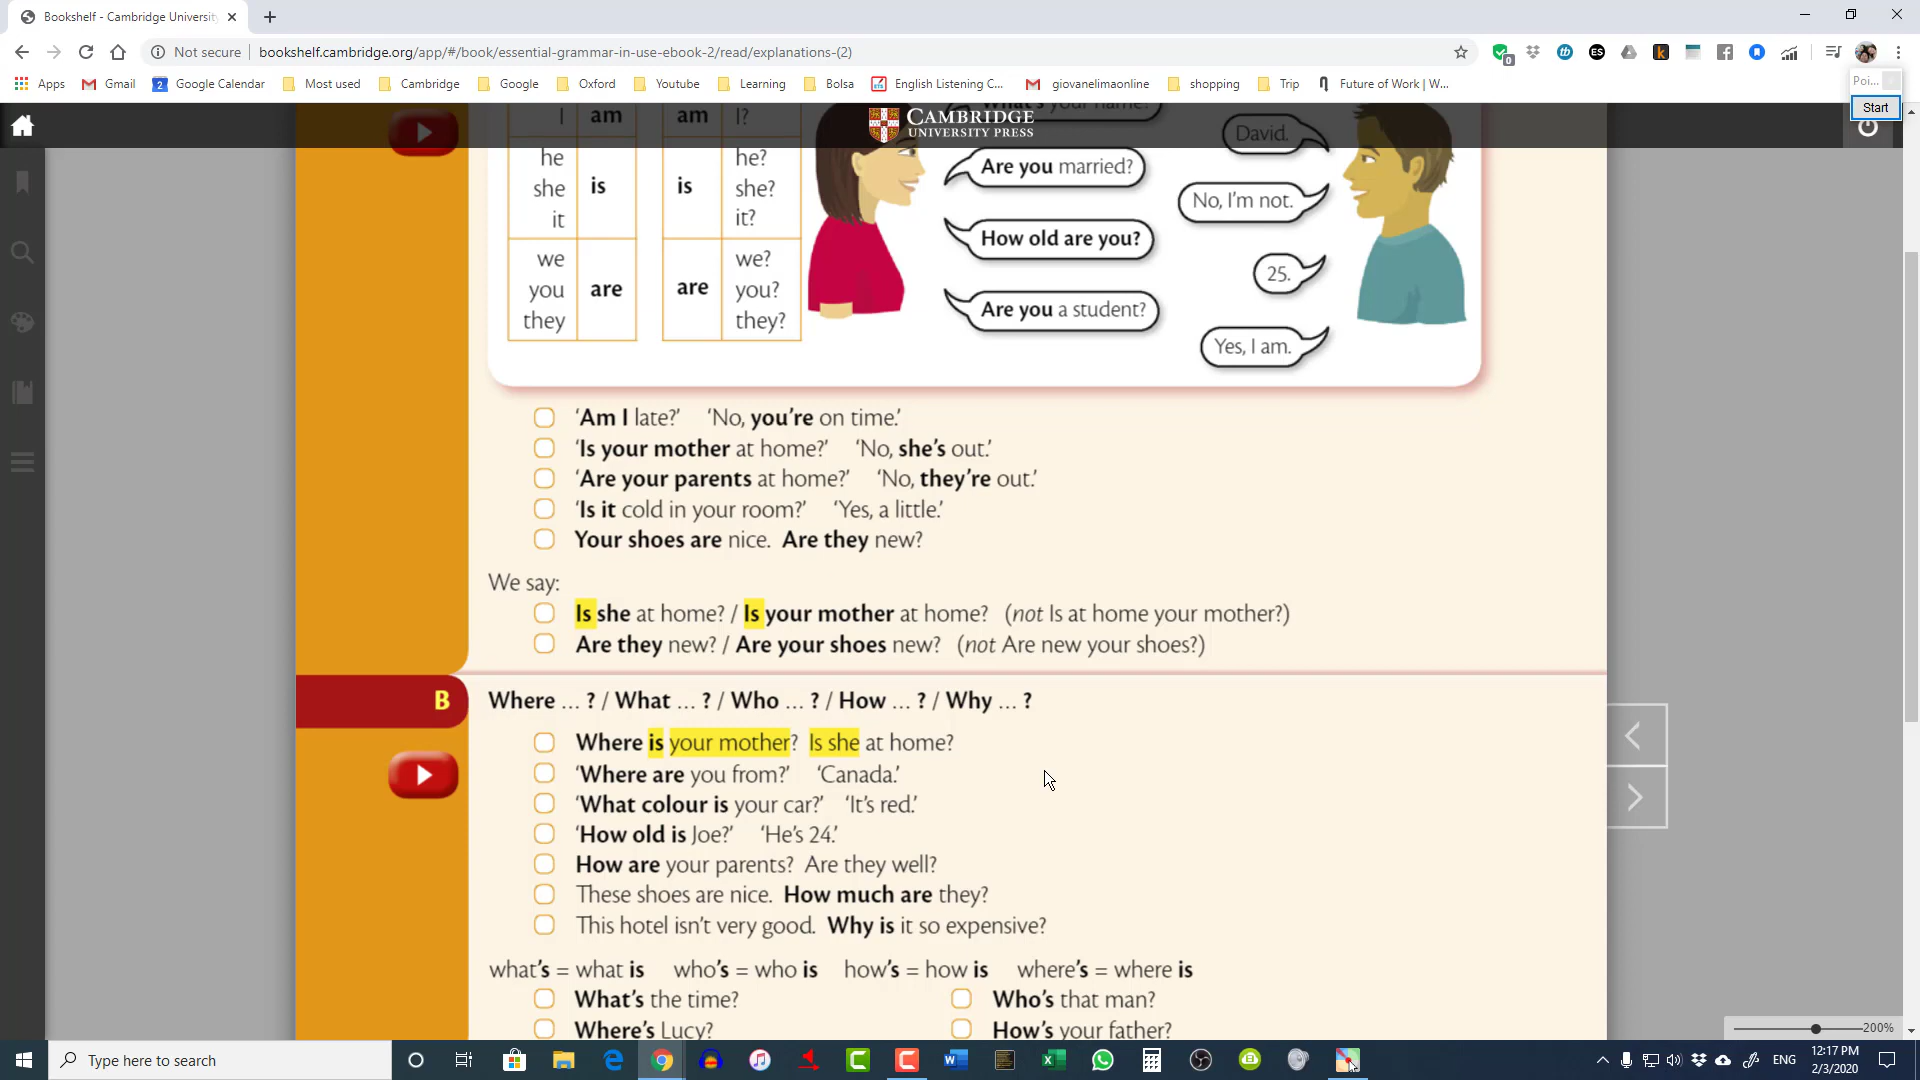 Bookshelf - Cambridge Universit
Not secure
bookshelf.cambridge.org/app/#/book/essential-grammar-in-use-ebook-2/read/explanations-(2)
Apps
Gmail
Google Calendar
Most used
Cambridge
Google
Oxford
Youtube
Learning
Bolsa
English Listening C...
giovanelimaonline
shopping
Trip
Future of Work | W...
Poi...
Start
CAMBRIDGE
UNIVERSITY PRESS
I am
am I?
he
she
it
is
is
he?
she?
it?
we
you
they
are
are
we?
you?
they?
What's your name?
David.
Are you married?
No, I'm not.
How old are you?
25.
Are you a student?
Yes, I am.
‘Am I late?’ ‘No, you're on time.’
‘Is your mother at home?’ ‘No, she's out.’
‘Are your parents at home?’ ‘No, they're out.’
‘Is it cold in your room?’ ‘Yes, a little.’
Your shoes are nice. Are they new?
We say:
Is she at home? / Is your mother at home? (not Is at home your mother?)
Are they new? / Are your shoes new? (not Are new your shoes?)
B
Where … ? / What … ? / Who … ? / How … ? / Why … ?
Where is your mother? Is she at home?
‘Where are you from?’ ‘Canada.’
‘What colour is your car?’ ‘It's red.’
‘How old is Joe?’ ‘He's 24.’
How are your parents? Are they well?
These shoes are nice. How much are they?
This hotel isn't very good. Why is it so expensive?
what's = what is who's = who is how's = how is where's = where is
What's the time?
Who's that man?
Where's Lucy?
How's your father?
200%
Type here to search
ENG
12:17 PM
2/3/2020